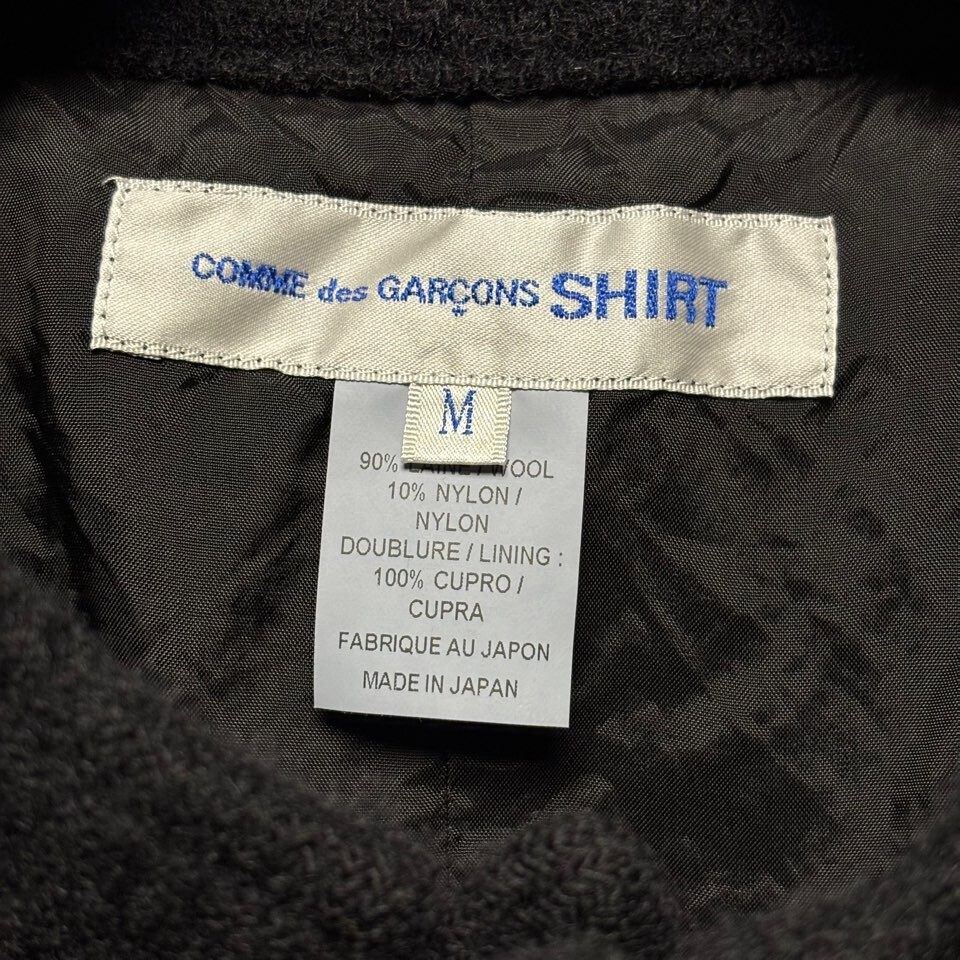 COMME des GARÇONS SHIRT
M
90% LAINE / WOOL
10% NYLON /
NYLON
DOUBLURE / LINING :
100% CUPRO /
CUPRA
FABRIQUE AU JAPON
MADE IN JAPAN